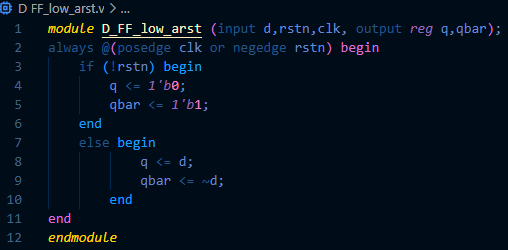 D FF_low_arst.v > ...
1 module D_FF_low_arst (input d,rstn,clk, output reg q,qbar);
2 always @(posedge clk or negedge rstn) begin
3     if (!rstn) begin
4         q <= 1'b0;
5         qbar <= 1'b1;
6     end
7     else begin
8             q <= d;
9             qbar <= ~d;
10         end
11 end
12 endmodule